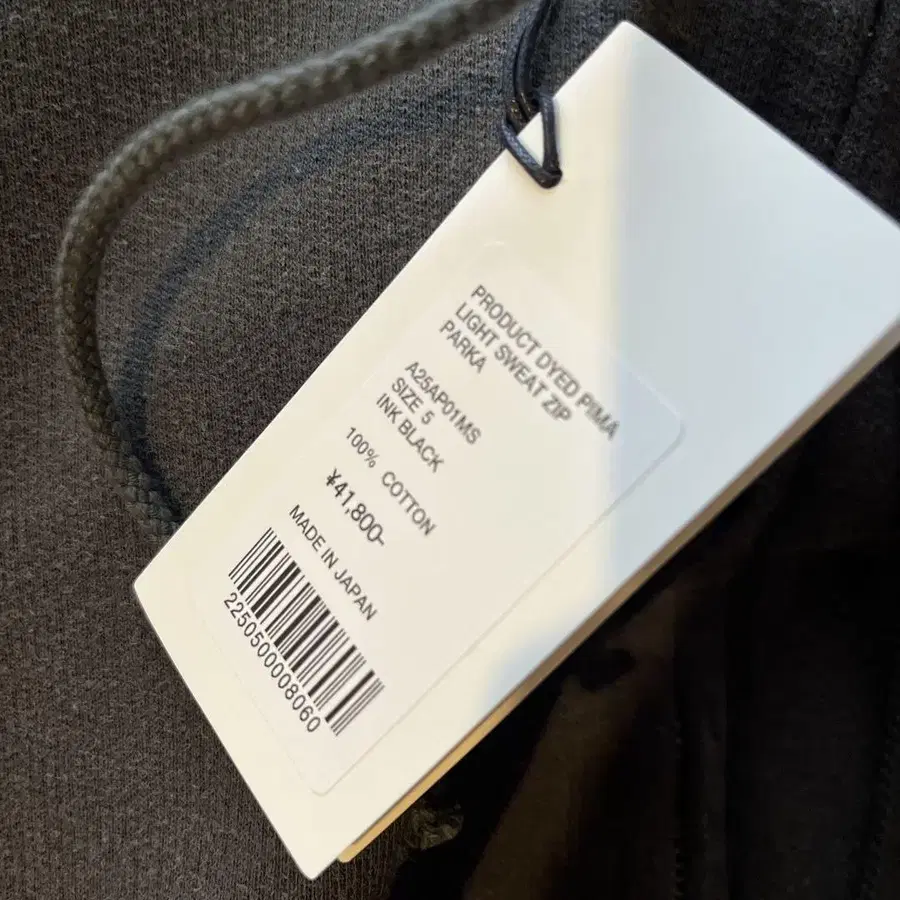 PRODUCT DYED PIMA
LIGHT SWEAT ZIP
PARKA
A25AP01MS
SIZE 5
INK BLACK
100% COTTON
¥41,800-
MADE IN JAPAN
2250500008060